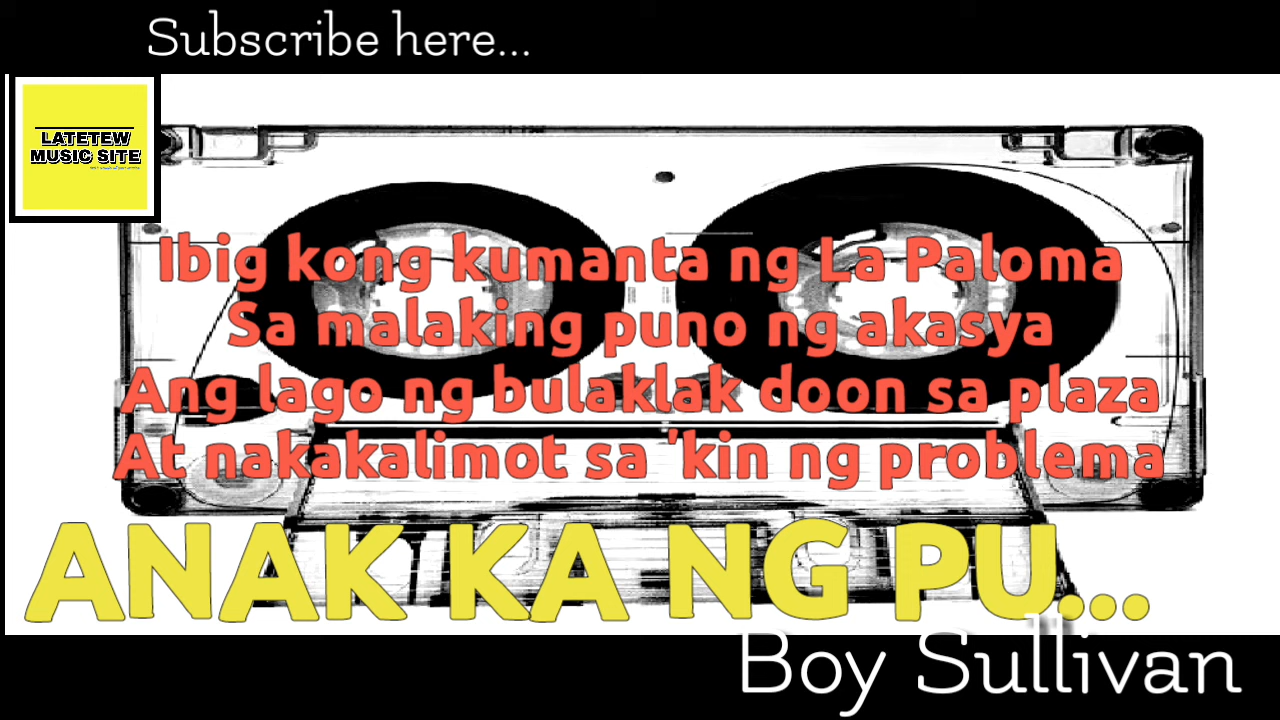 Subscribe here...
LATETEW
MUSIC SITE
Ibig kong kumanta ng La Paloma
Sa malaking puno ng akasya
Ang lago ng bulaklak doon sa plaza
At nakakalimot sa 'kin ng problema
ANAK KA NG PU...
Boy Sullivan